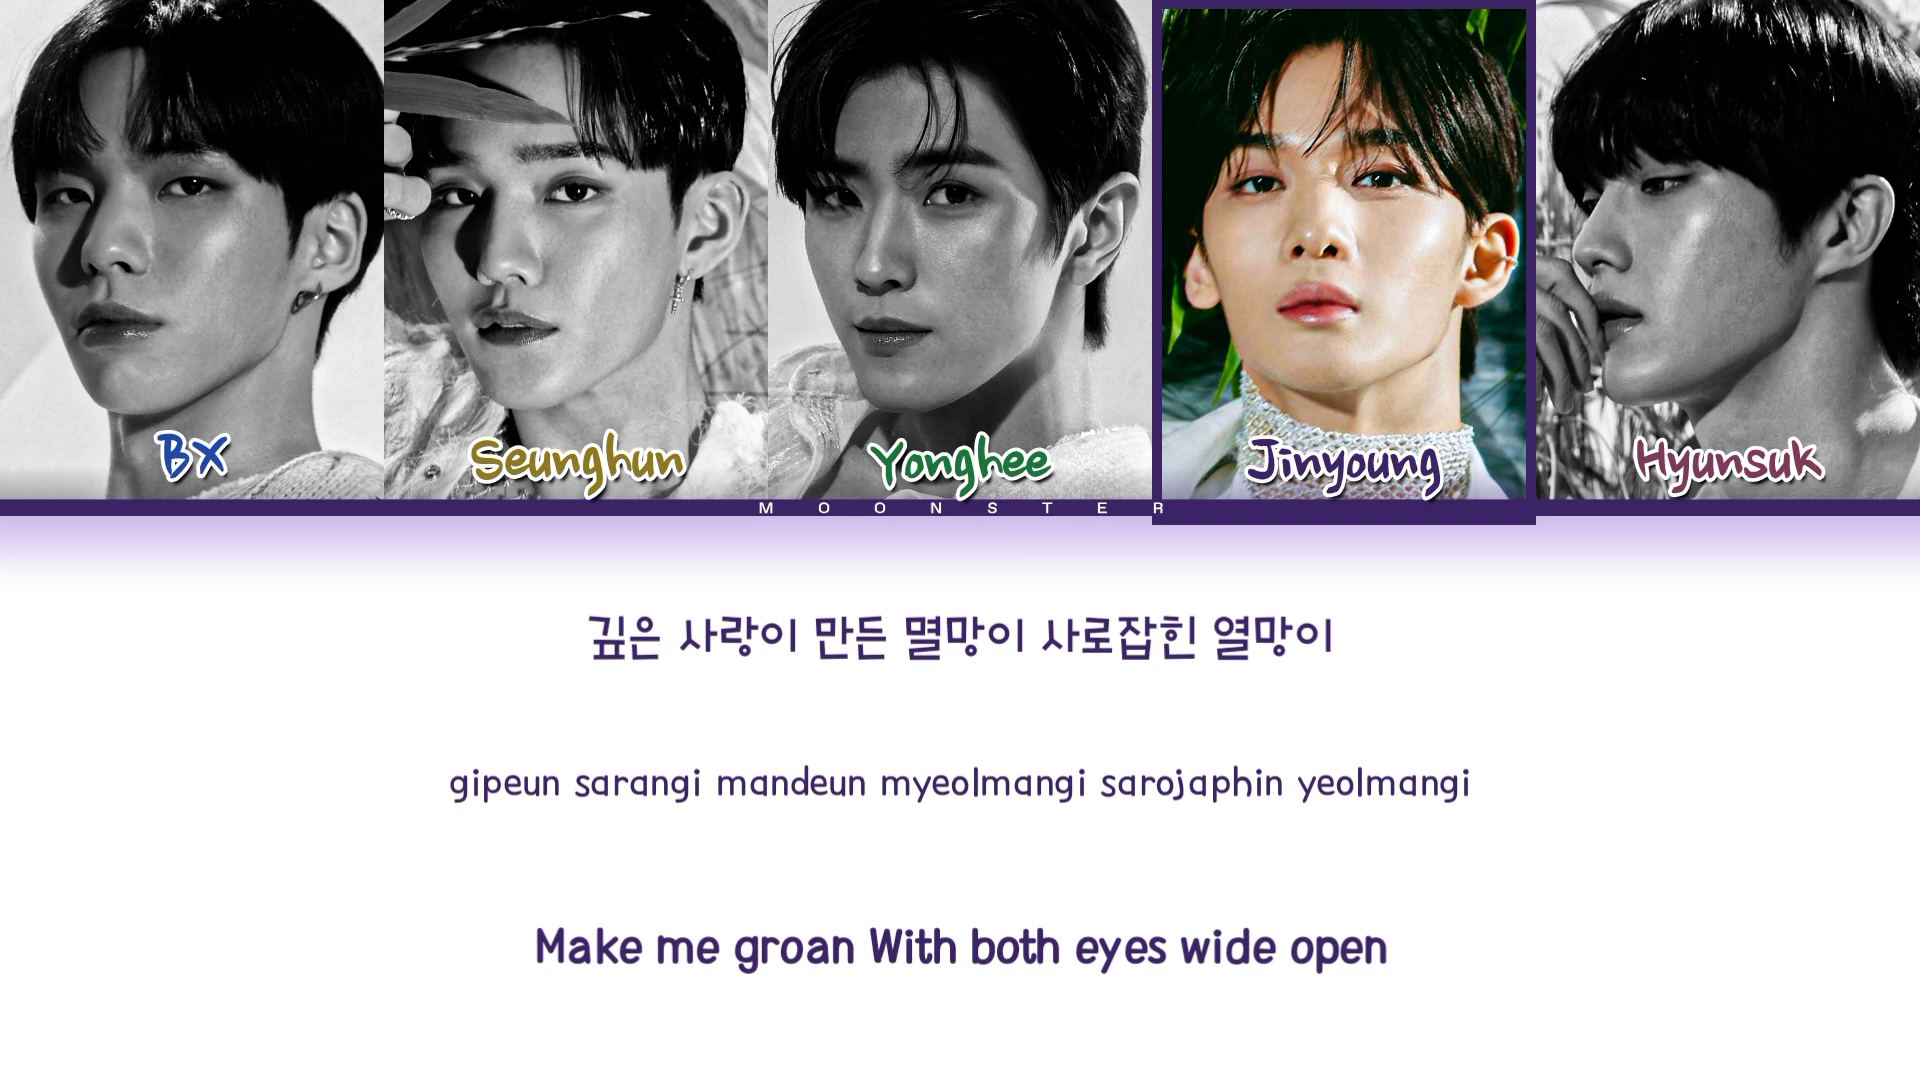 BX
Seunghun
Yonghee
Jinyoung
Hyunsuk
MOONSTER
깊은 사랑이 만든 멸망이 사로잡힌 열망이
gipeun sarangi mandeun myeolmangi sarojaphin yeolmangi
Make me groan With both eyes wide open